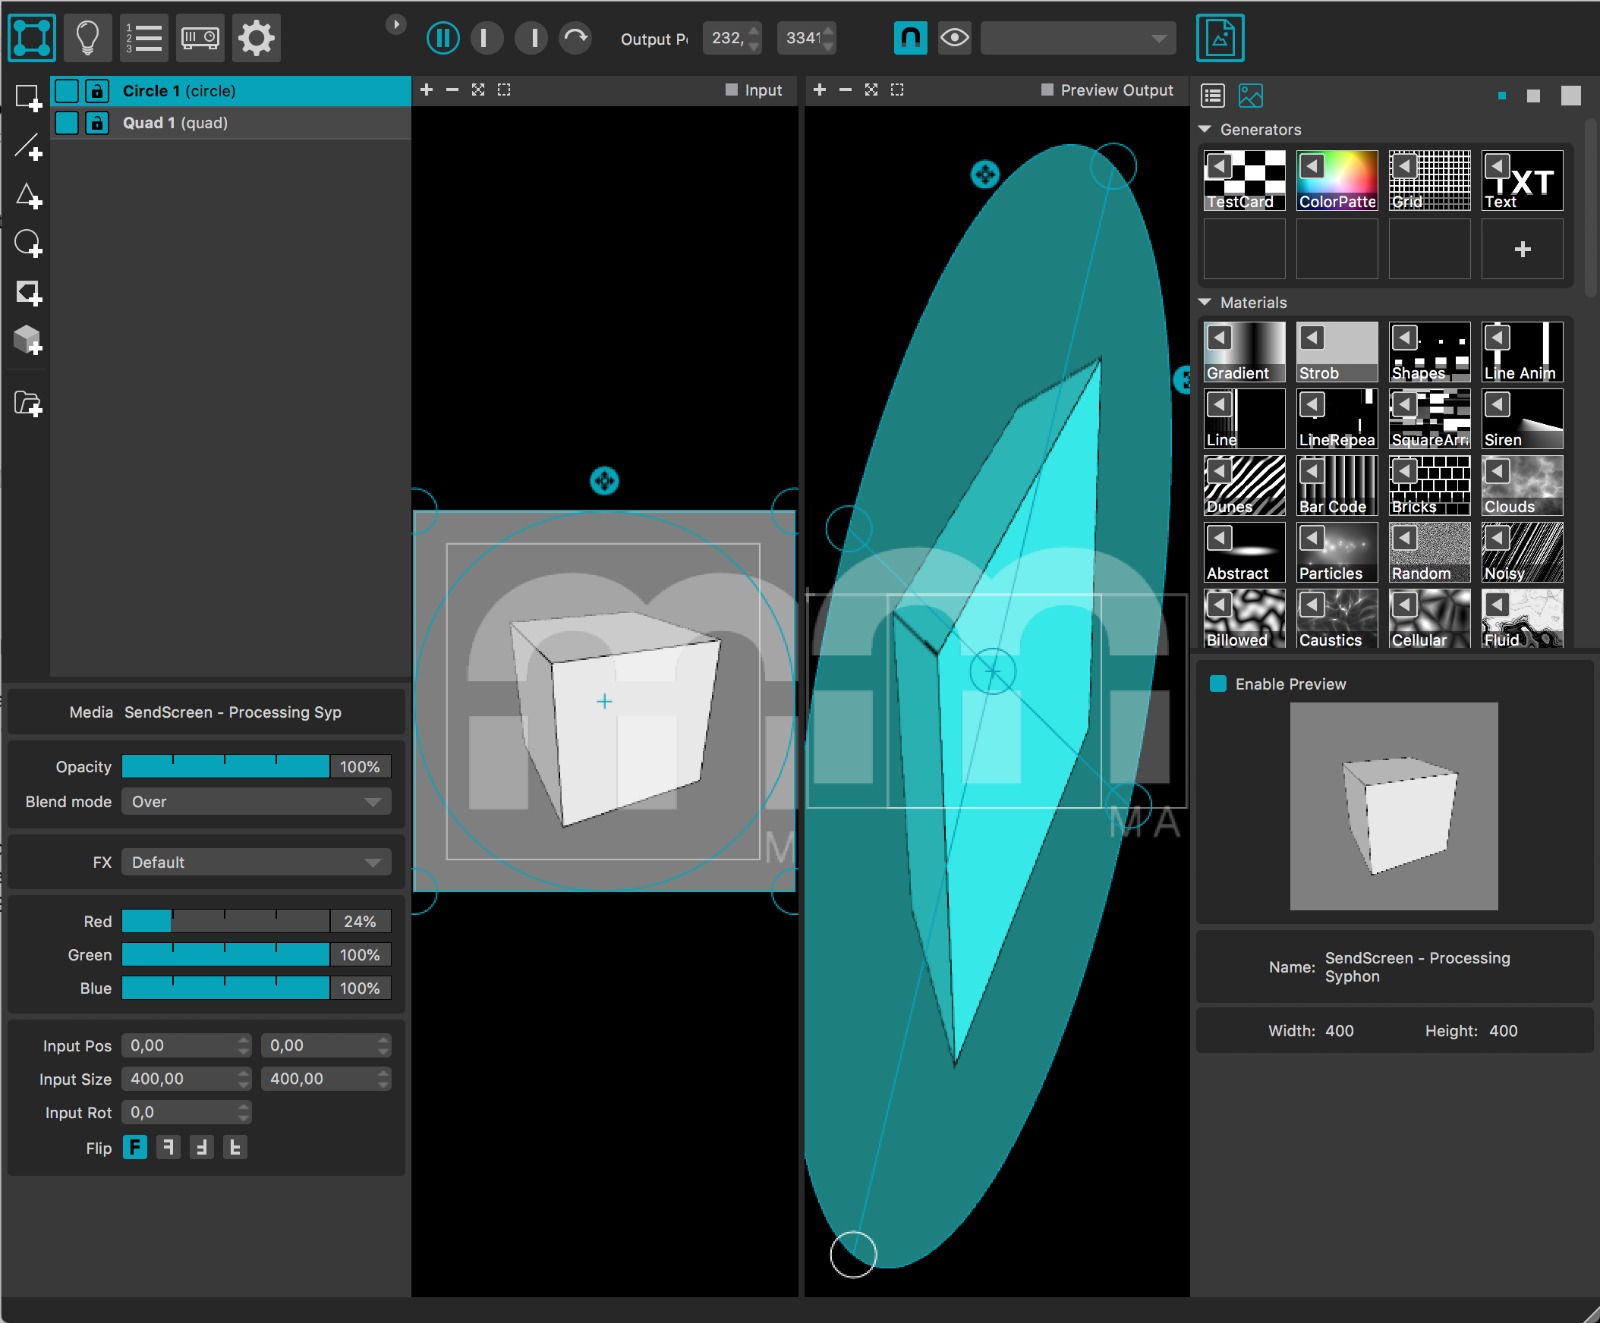 Output P
232,
3341
Circle 1 (circle)
Quad 1 (quad)
Input
Preview Output
Generators
TestCard
ColorPatte
Grid
Text
TXT
Materials
Gradient
Strob
Shapes
Line Anim
Line
LineRepea
SquareArr
Siren
Dunes
Bar Code
Bricks
Clouds
Abstract
Particles
Random
Noisy
Billowed
Caustics
Cellular
Fluid
Media SendScreen - Processing Syp
Opacity 100%
Blend mode Over
FX Default
Red 24%
Green 100%
Blue 100%
Input Pos 0,00 0,00
Input Size 400,00 400,00
Input Rot 0,0
Flip F
M
MA
Enable Preview
Name: SendScreen - Processing
Syphon
Width: 400 Height: 400